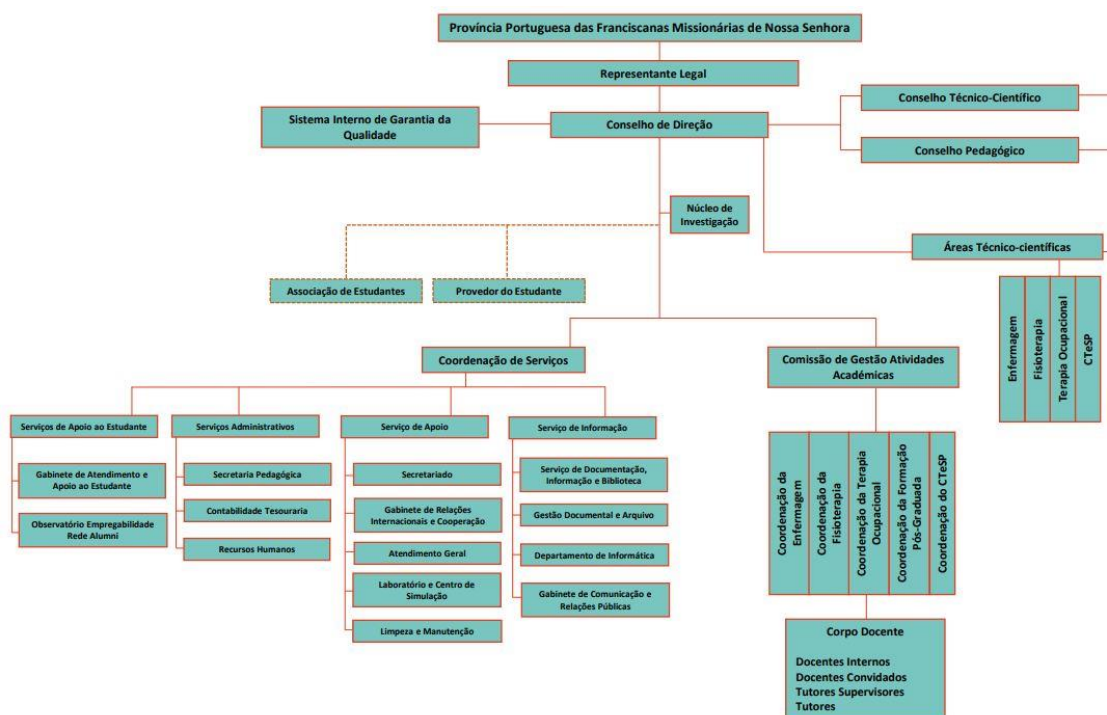 Província Portuguesa das Franciscanas Missionárias de Nossa Senhora
Representante Legal
Conselho Técnico-Científico
Sistema Interno de Garantia da
Qualidade
Conselho de Direção
Conselho Pedagógico
Núcleo de
Investigação
Áreas Técnico-científicas
Associação de Estudantes
Provedor do Estudante
Enfermagem
Fisioterapia
Terapia Ocupacional
CTeSP
Coordenação de Serviços
Comissão de Gestão Atividades
Académicas
Serviços de Apoio ao Estudante
Gabinete de Atendimento e
Apoio ao Estudante
Observatório Empregabilidade
Rede Alumni
Serviços Administrativos
Secretaria Pedagógica
Contabilidade Tesouraria
Recursos Humanos
Serviço de Apoio
Secretariado
Gabinete de Relações
Internacionais e Cooperação
Atendimento Geral
Laboratório e Centro de
Simulação
Limpeza e Manutenção
Serviço de Informação
Serviço de Documentação,
Informação e Biblioteca
Gestão Documental e Arquivo
Departamento de Informática
Gabinete de Comunicação e
Relações Públicas
Coordenação da
Enfermagem
Coordenação da
Fisioterapia
Coordenação da Terapia
Ocupacional
Coordenação da Formação
Pós-Graduada
Coordenação do CTeSP
Corpo Docente
Docentes Internos
Docentes Convidados
Tutores Supervisores
Tutores